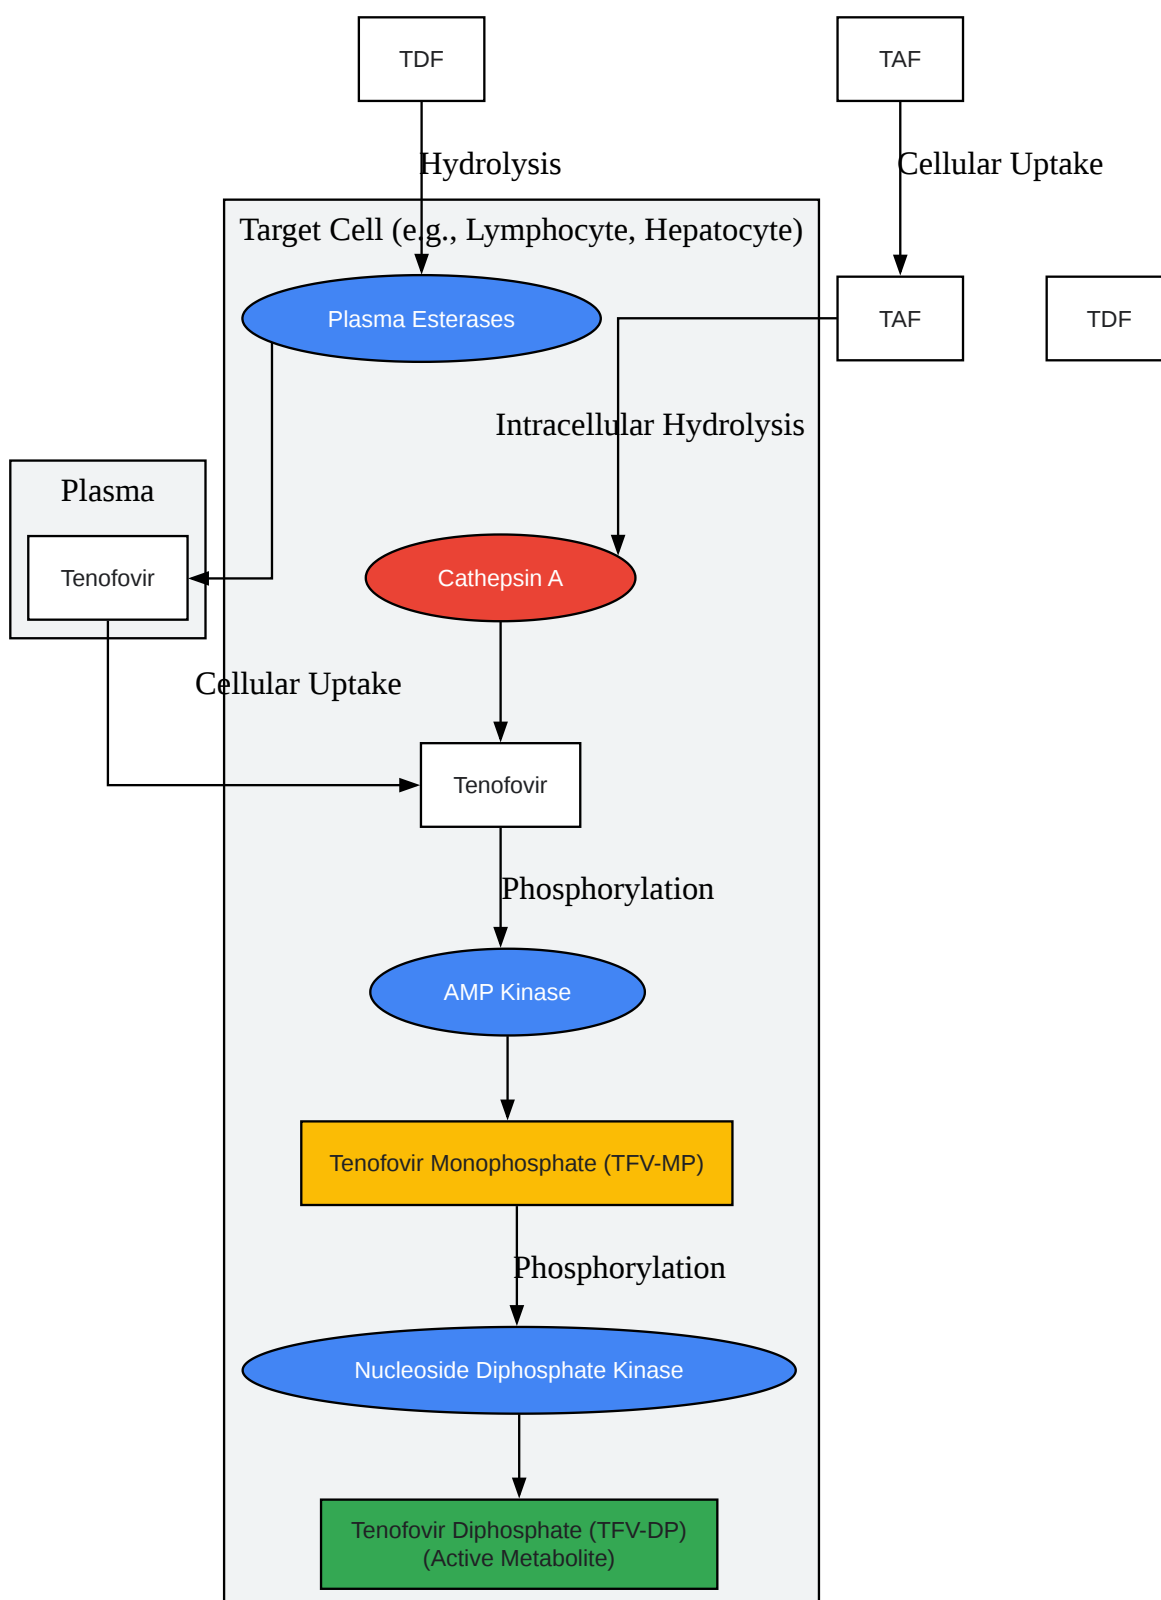 TDF
TAF
Hydrolysis
Cellular Uptake
Target Cell (e.g., Lymphocyte, Hepatocyte)
Plasma Esterases
TAF
TDF
Intracellular Hydrolysis
Plasma
Tenofovir
Cathepsin A
Cellular Uptake
Tenofovir
Phosphorylation
AMP Kinase
Tenofovir Monophosphate (TFV-MP)
Phosphorylation
Nucleoside Diphosphate Kinase
Tenofovir Diphosphate (TFV-DP)
(Active Metabolite)